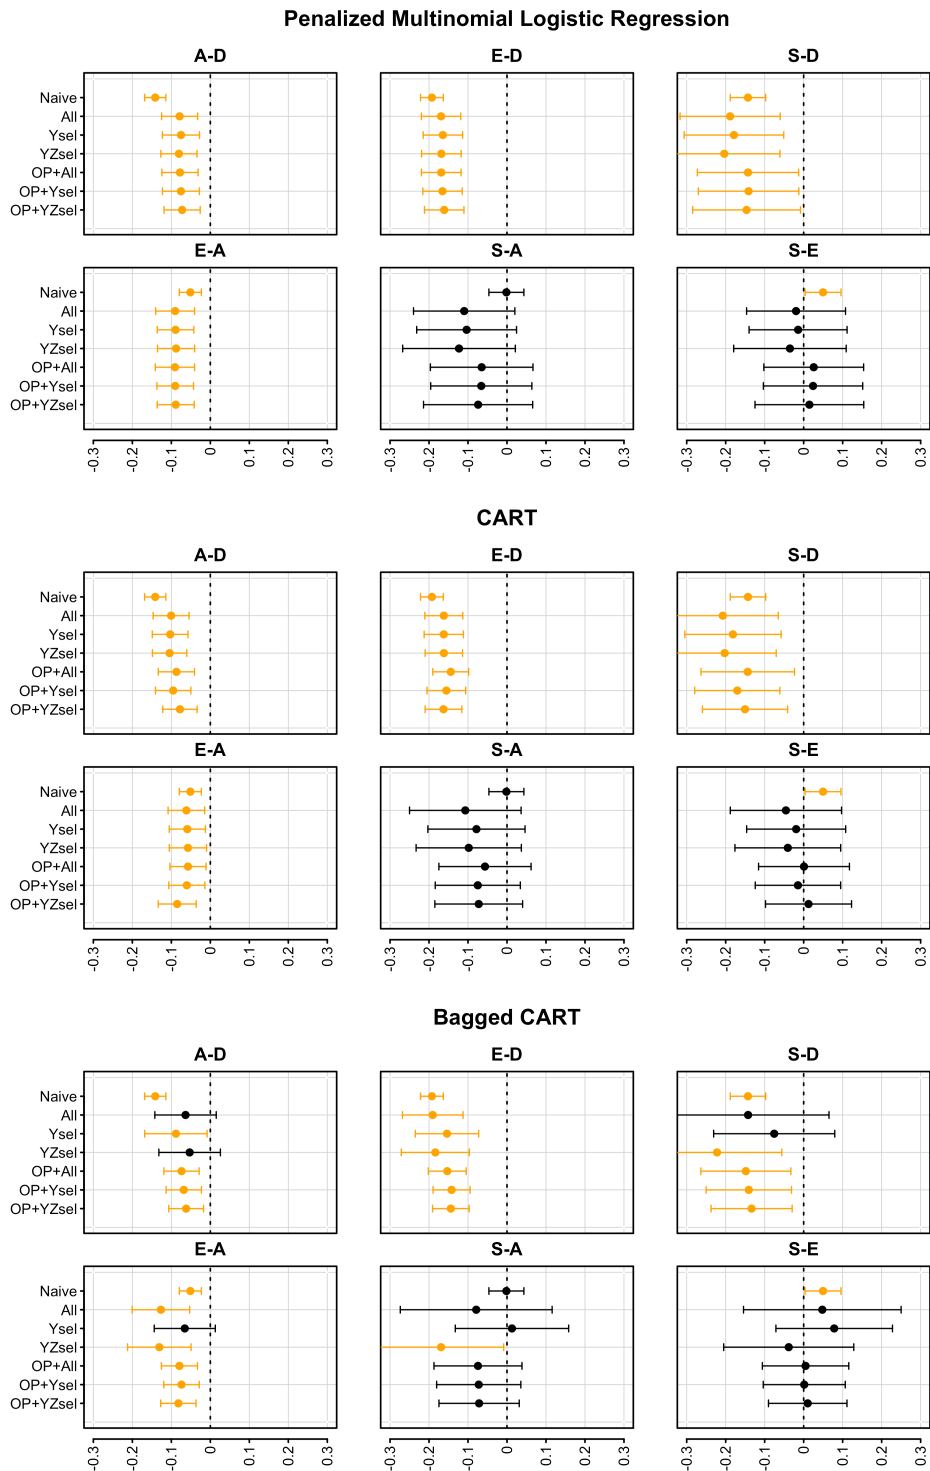 Penalized Multinomial Logistic Regression
A-D E-D S-D
Naive
All
Ysel
YZsel
OP+All
OP+Ysel
OP+YZsel
E-A S-A S-E
Naive
All
Ysel
YZsel
OP+All
OP+Ysel
OP+YZsel
-0.3 -0.2 -0.1 0 0.1 0.2 0.3 -0.3 -0.2 -0.1 0 0.1 0.2 0.3 -0.3 -0.2 -0.1 0 0.1 0.2 0.3
CART
A-D E-D S-D
Naive
All
Ysel
YZsel
OP+All
OP+Ysel
OP+YZsel
E-A S-A S-E
Naive
All
Ysel
YZsel
OP+All
OP+Ysel
OP+YZsel
-0.3 -0.2 -0.1 0 0.1 0.2 0.3 -0.3 -0.2 -0.1 0 0.1 0.2 0.3 -0.3 -0.2 -0.1 0 0.1 0.2 0.3
Bagged CART
A-D E-D S-D
Naive
All
Ysel
YZsel
OP+All
OP+Ysel
OP+YZsel
E-A S-A S-E
Naive
All
Ysel
YZsel
OP+All
OP+Ysel
OP+YZsel
-0.3 -0.2 -0.1 0 0.1 0.2 0.3 -0.3 -0.2 -0.1 0 0.1 0.2 0.3 -0.3 -0.2 -0.1 0 0.1 0.2 0.3